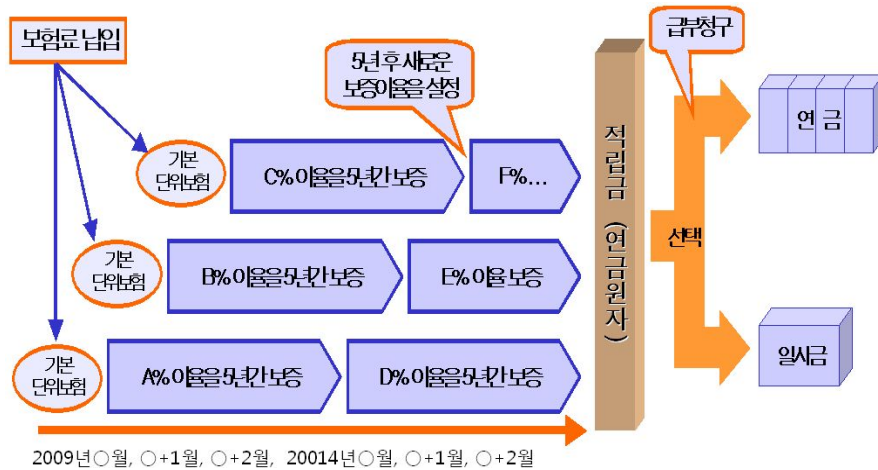 보험료 납입
5년 후 새로운
보증이율을 설정
급부청구
기본
단위보험
C% 이율을 5년간 보증
F% ...
연 금
기본
단위보험
B% 이율을 5년간 보증
E% 이율 보증
적립금 (연금원자)
선택
기본
단위보험
A% 이율을 5년간 보증
D% 이율을 5년간 보증
일시금
2009년○월, ○+1월, ○+2월, 20014년○월, ○+1월, ○+2월